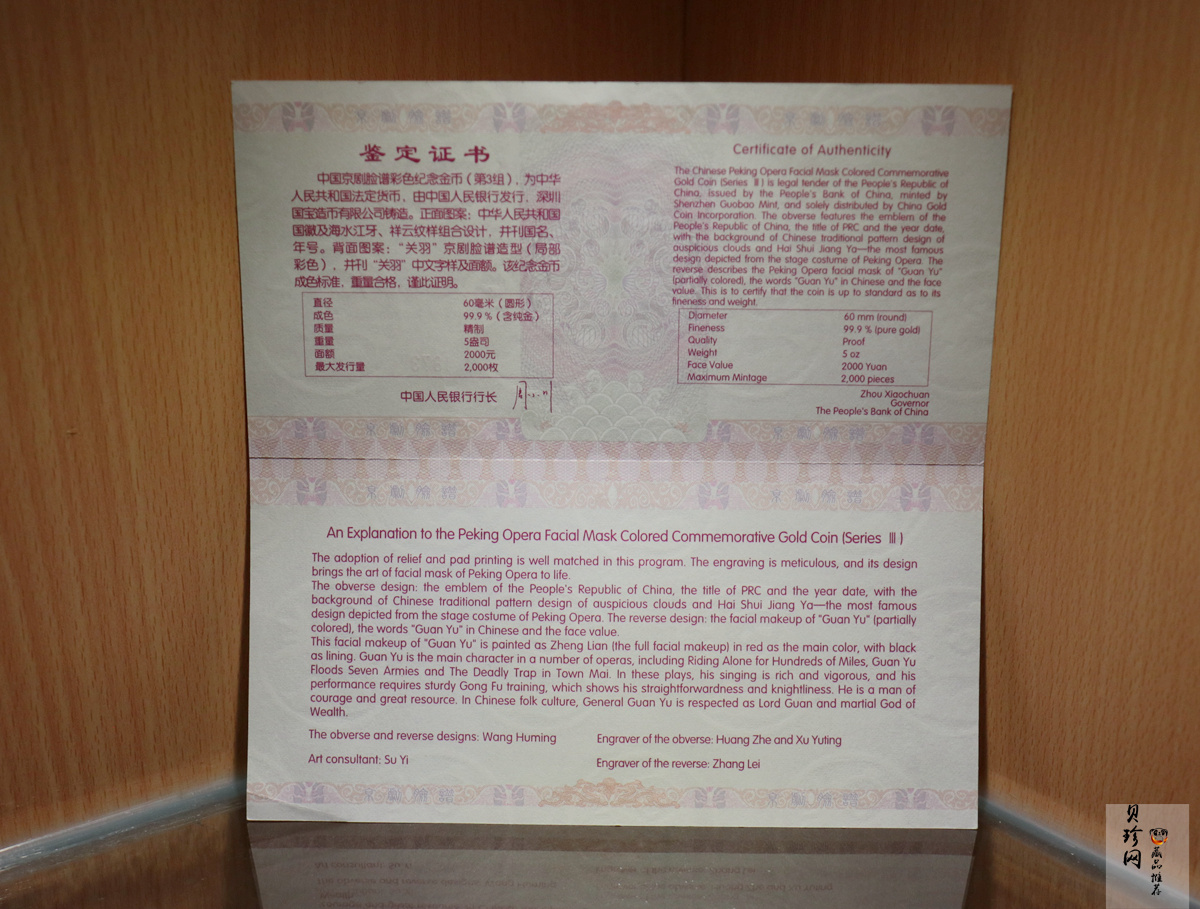 鉴定证书
中国京剧脸谱彩色纪念金币（第3组），为中华
人民共和国法定货币，由中国人民银行发行，深圳
国宝造币有限公司铸造。正面图案：中华人民共和国
国徽及海水江牙、祥云纹样组合设计，并刊国名、
年号。背面图案：“关羽”京剧脸谱造型（局部
彩色），并刊“关羽”中文字样及面额。该纪念金币
成色标准，重量合格，谨此证明。
直径 60毫米（圆形）
成色 99.9％（含纯金）
质量 精制
重量 5盎司
面额 2000元
最大发行量 2,000枚
中国人民银行行长
Certificate of Authenticity
The Chinese Peking Opera Facial Mask Colored Commemorative
Gold Coin (Series Ⅲ) is legal tender of the People's Republic of
China, issued by the People's Bank of China, minted by
Shenzhen Guobao Mint, and solely distributed by China Gold
Coin Incorporation. The obverse features the emblem of the
People's Republic of China, the title of PRC and the year date,
with the background of Chinese traditional pattern design of
auspicious clouds and Hai Shui Jiang Ya—the most famous
design depicted from the stage costume of Peking Opera. The
reverse describes the Peking Opera facial mask of "Guan Yu"
(partially colored), the words "Guan Yu" in Chinese and the face
value. This is to certify that the coin is up to standard as to its
fineness and weight.
Diameter 60 mm (round)
Fineness 99.9 % (pure gold)
Quality Proof
Weight 5 oz
Face Value 2000 Yuan
Maximum Mintage 2,000 pieces
Zhou Xiaochuan
Governor
The People's Bank of China
An Explanation to the Peking Opera Facial Mask Colored Commemorative Gold Coin (Series Ⅲ)
The adoption of relief and pad printing is well matched in this program. The engraving is meticulous, and its design
brings the art of facial mask of Peking Opera to life.
The obverse design: the emblem of the People's Republic of China, the title of PRC and the year date, with the
background of Chinese traditional pattern design of auspicious clouds and Hai Shui Jiang Ya—the most famous
design depicted from the stage costume of Peking Opera. The reverse design: the facial makeup of "Guan Yu" (partially
colored), the words "Guan Yu" in Chinese and the face value.
This facial makeup of "Guan Yu" is painted as Zheng Lian (the full facial makeup) in red as the main color, with black
as lining. Guan Yu is the main character in a number of operas, including Riding Alone for Hundreds of Miles, Guan Yu
Floods Seven Armies and The Deadly Trap in Town Mai. In these plays, his singing is rich and vigorous, and his
performance requires sturdy Gong Fu training, which shows his straightforwardness and knightliness. He is a man of
courage and great resource. In Chinese folk culture, General Guan Yu is respected as Lord Guan and martial God of
Wealth.
The obverse and reverse designs: Wang Huming
Engraver of the obverse: Huang Zhe and Xu Yuting
Art consultant: Su Yi
Engraver of the reverse: Zhang Lei
贝珍网
藏品推荐